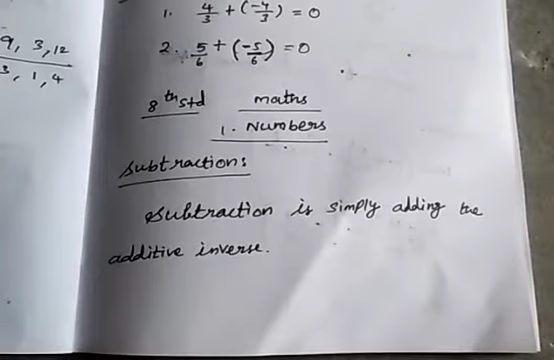 9, 3, 12
3, 1, 4
1. 4/3 + (-4/3) = 0
2. 5/6 + (-5/6) = 0
8th std maths
1. Numbers
Subtraction:
Subtraction is simply adding the
additive inverse.